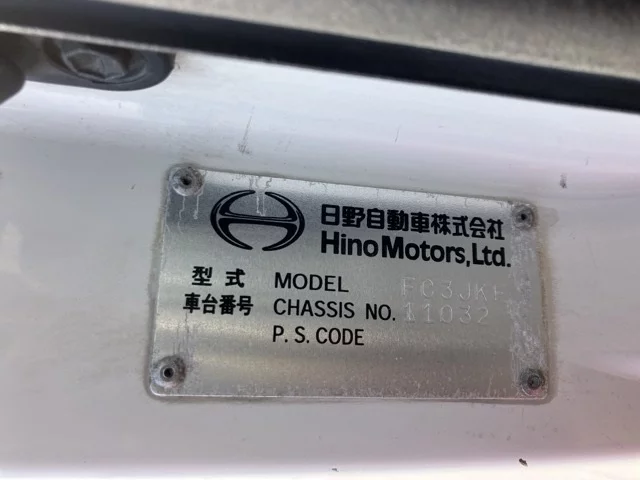 日野自動車株式会社
Hino Motors, Ltd.
型式 MODEL FC3JKE
車台番号 CHASSIS NO. 11032
P. S. CODE